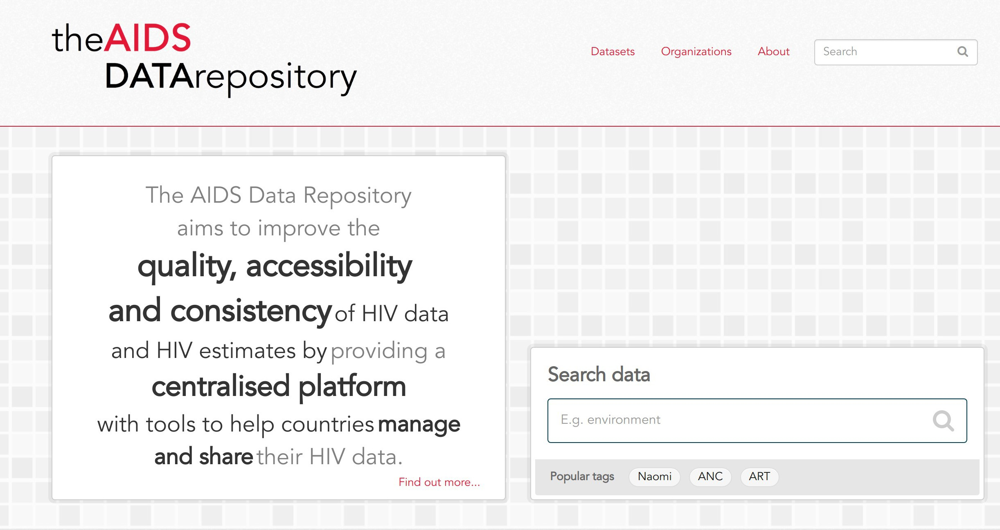 theAIDS
DATArepository
Datasets
Organizations
About
Search
The AIDS Data Repository
aims to improve the
quality, accessibility
and consistency of HIV data
and HIV estimates by providing a
centralised platform
with tools to help countries manage
and share their HIV data.
Find out more...
Search data
E.g. environment
Popular tags
Naomi
ANC
ART